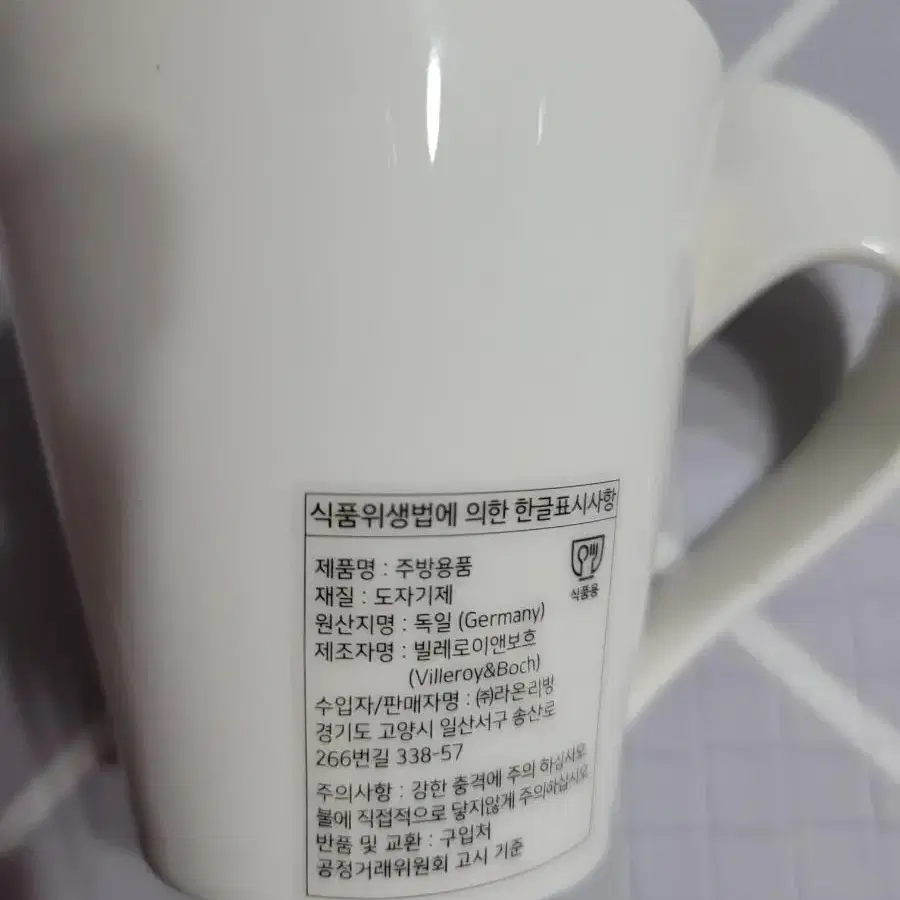 식품위생법에 의한 한글표시사항
제품명 : 주방용품
식품용
재질 : 도자기제
원산지명 : 독일 (Germany)
제조자명 : 빌레로이앤보흐
(Villeroy&Boch)
수입자/판매자명 : ㈜라온리빙
경기도 고양시 일산서구 송산로
266번길 338-57
주의사항 : 강한 충격에 주의 하십시오
불에 직접적으로 닿지않게 주의하십시오
반품 및 교환 : 구입처
공정거래위원회 고시 기준